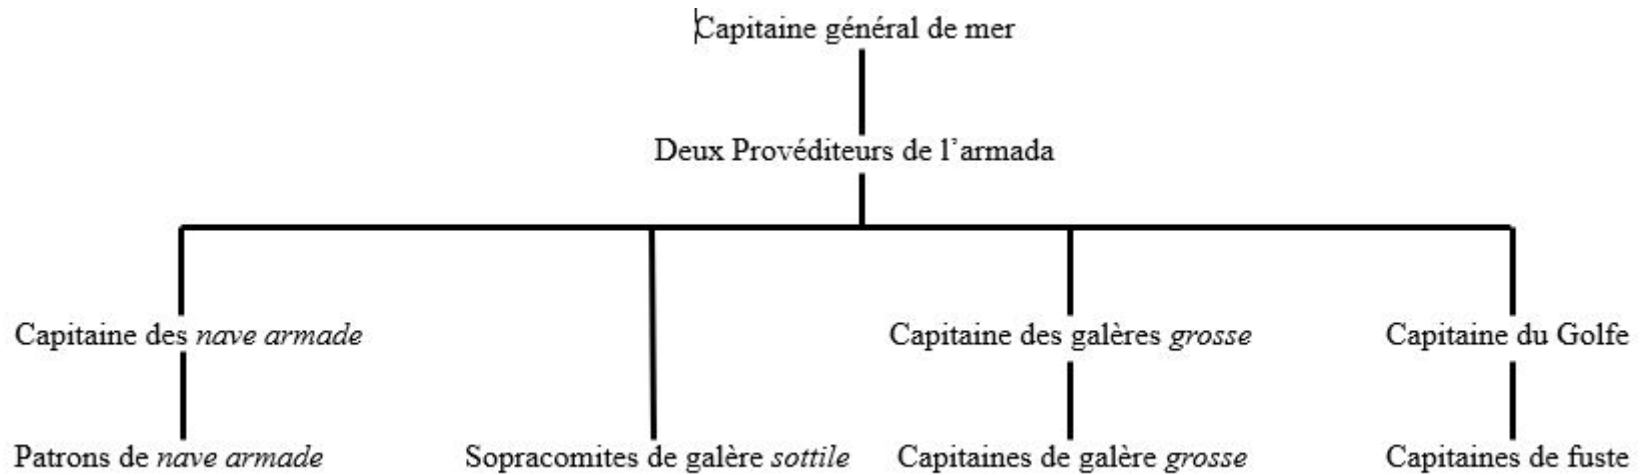 Capitaine général de mer
Deux Provéditeurs de l’armada
Capitaine des nave armade
Capitaine des galères grosse
Capitaine du Golfe
Patrons de nave armade
Sopracomites de galère sottile
Capitaines de galère grosse
Capitaines de fuste